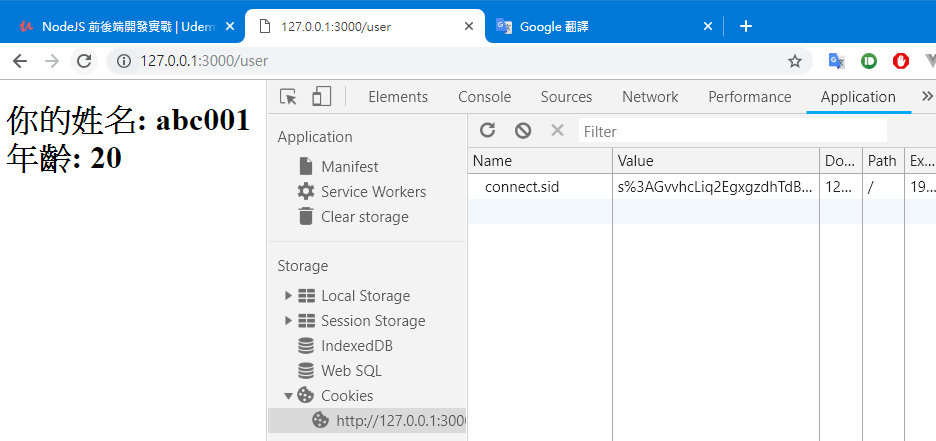 NodeJS 前後端開發實戰 | Udem
127.0.0.1:3000/user
Google 翻譯
127.0.0.1:3000/user
你的姓名: abc001
年齡: 20
Elements Console Sources Network Performance Application
Application
Manifest
Service Workers
Clear storage
Storage
Local Storage
Session Storage
IndexedDB
Web SQL
Cookies
http://127.0.0.1:300
Filter
Name Value Do... Path Ex...
connect.sid s%3AGvvhcLiq2EgxgzdhTdB... 12... / 19...